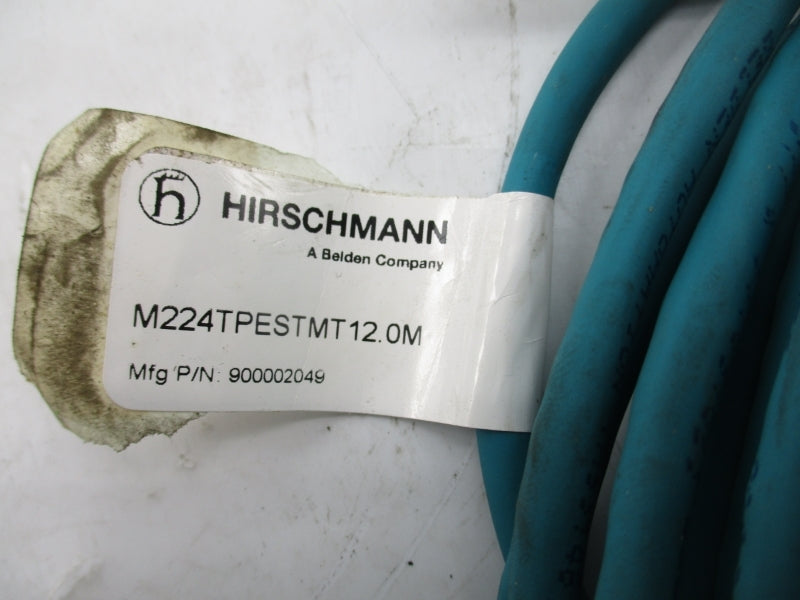 h HIRSCHMANN
A Belden Company
M224TPESTMT12.0M
Mfg P/N: 900002049